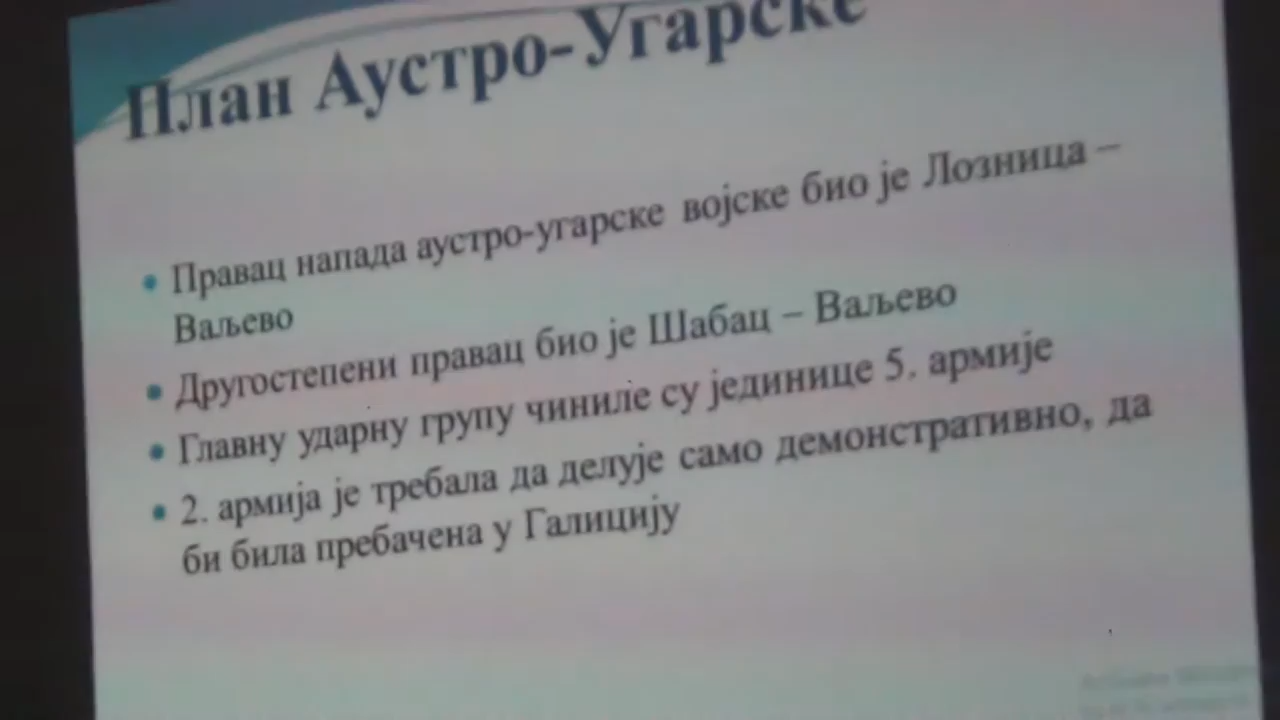 План Аустро-Угарске
Правац напада аустро-угарске војске био је Лозница –
Ваљево
Другостепени правац био је Шабац – Ваљево
Главну ударну групу чиниле су јединице 5. армије
2. армија је требала да делује само демонстративно, да
би била пребачена у Галицију